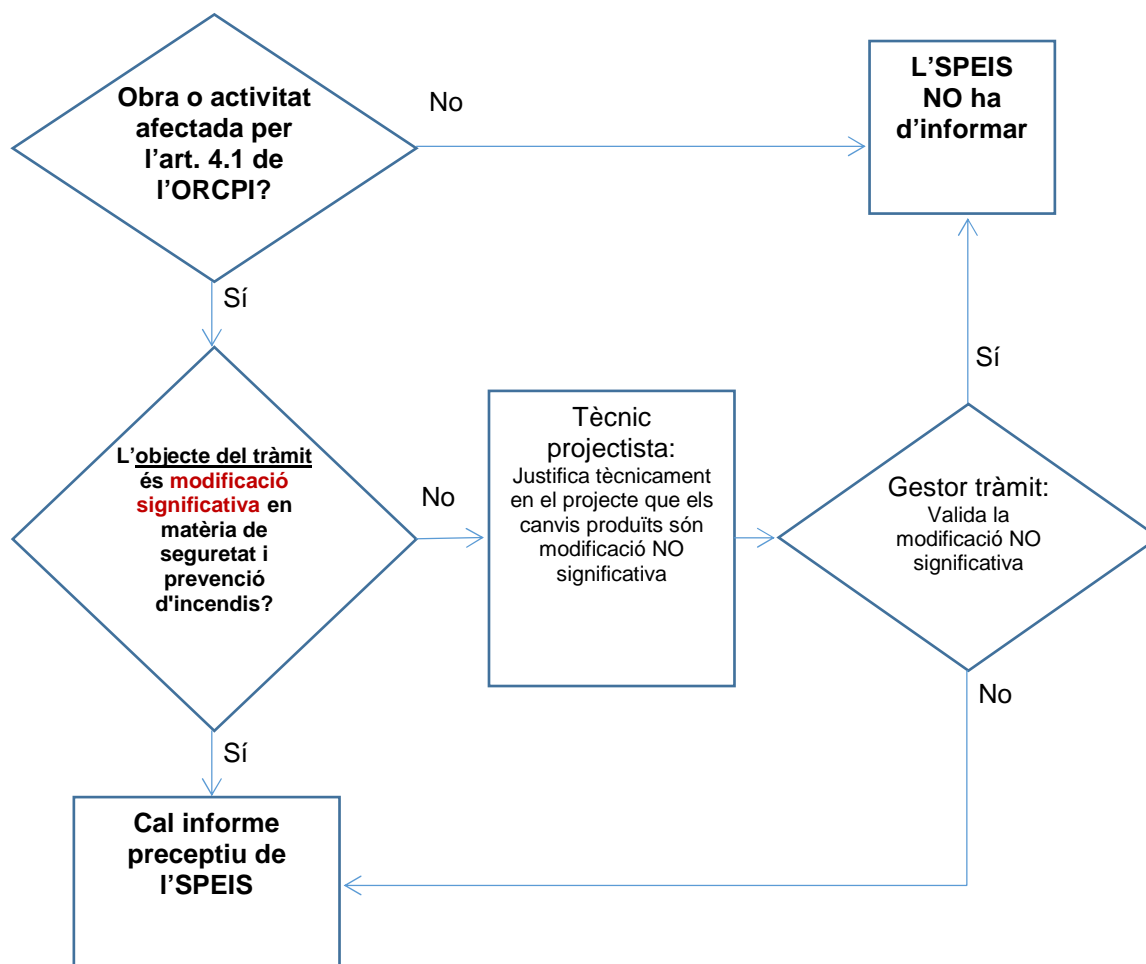 Obra o activitat
afectada per
l’art. 4.1 de
l’ORCPI?
No
L’SPEIS
NO ha
d’informar
Sí
L’objecte del tràmit
és modificació
significativa en
matèria de
seguretat i
prevenció
d'incendis?
No
Tècnic
projectista:
Justifica tècnicament
en el projecte que els
canvis produïts són
modificació NO
significativa
Sí
Gestor tràmit:
Valida la
modificació NO
significativa
No
Sí
Cal informe
preceptiu de
l’SPEIS